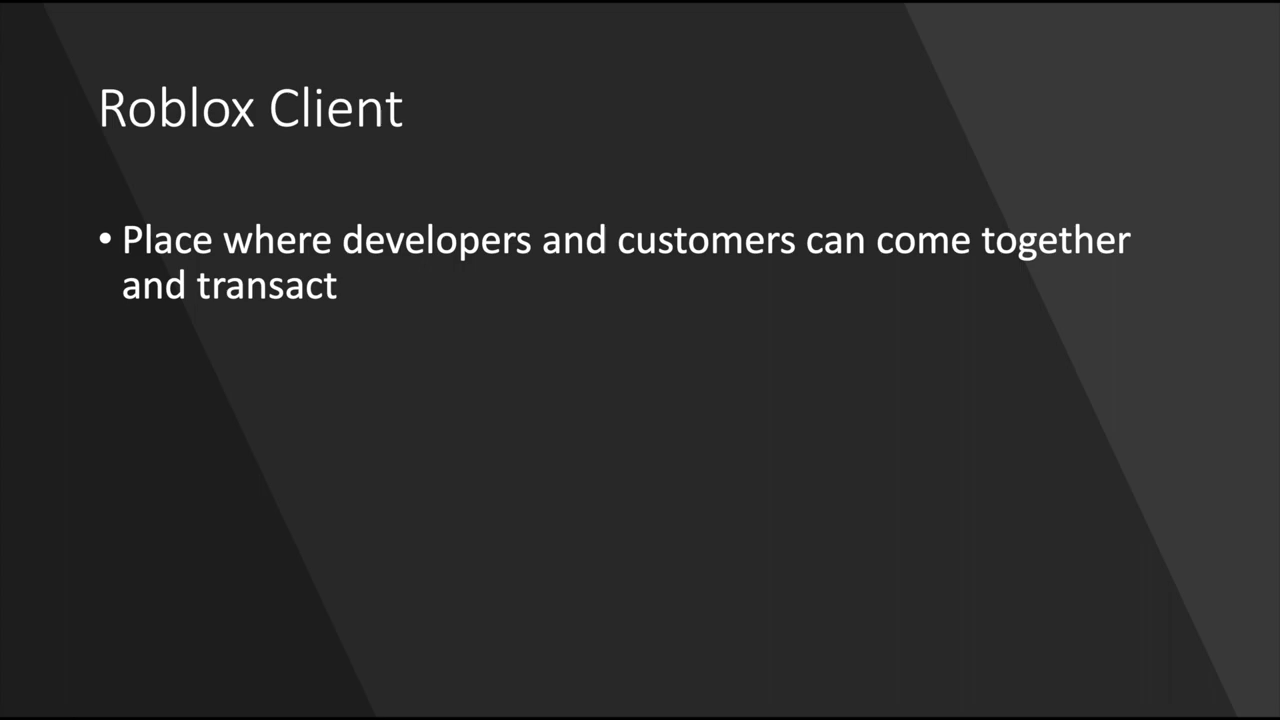 Roblox Client
• Place where developers and customers can come together
and transact